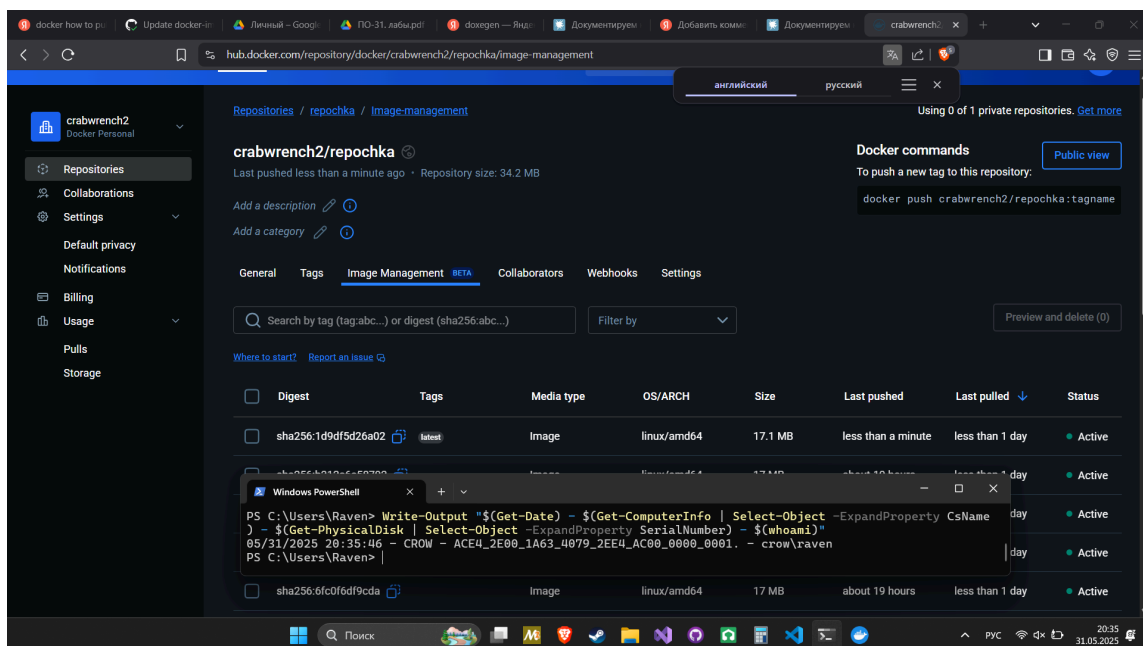 docker how to pu
Update docker-im
Личный – Googl
ПО-31. лабы.pdf
doxegen — Янде
Документируем
Добавить комме
Документируем
crabwrench2,
hub.docker.com/repository/docker/crabwrench2/repochka/image-management
английский
русский
crabwrench2
Docker Personal
Repositories
Collaborations
Settings
Default privacy
Notifications
Billing
Usage
Pulls
Storage
Repositories / repochka / Image-management
Using 0 of 1 private repositories. Get more
crabwrench2/repochka
Last pushed less than a minute ago • Repository size: 34.2 MB
Add a description
Add a category
Docker commands
Public view
To push a new tag to this repository:
docker push crabwrench2/repochka:tagname
General Tags Image Management BETA Collaborators Webhooks Settings
Search by tag (tag:abc...) or digest (sha256:abc...)
Filter by
Preview and delete (0)
Where to start? Report an issue
Digest Tags Media type OS/ARCH Size Last pushed Last pulled Status
sha256:1d9df5d26a02 latest Image linux/amd64 17.1 MB less than a minute less than 1 day Active
Image linux/amd64 17 MB about 19 hours less than 1 day Active
day Active
day Active
sha256:6fc0f6df9cda Image linux/amd64 17 MB about 19 hours less than 1 day Active
Windows PowerShell
PS C:\Users\Raven> Write-Output "$(Get-Date) - $(Get-ComputerInfo | Select-Object -ExpandProperty CsName
) - $(Get-PhysicalDisk | Select-Object -ExpandProperty SerialNumber) - $(whoami)"
05/31/2025 20:35:46 - CROW - ACE4_2E00_1A63_4079_2EE4_AC00_0000_0001. - crow\raven
PS C:\Users\Raven>
Поиск
РУС
20:35
31.05.2025